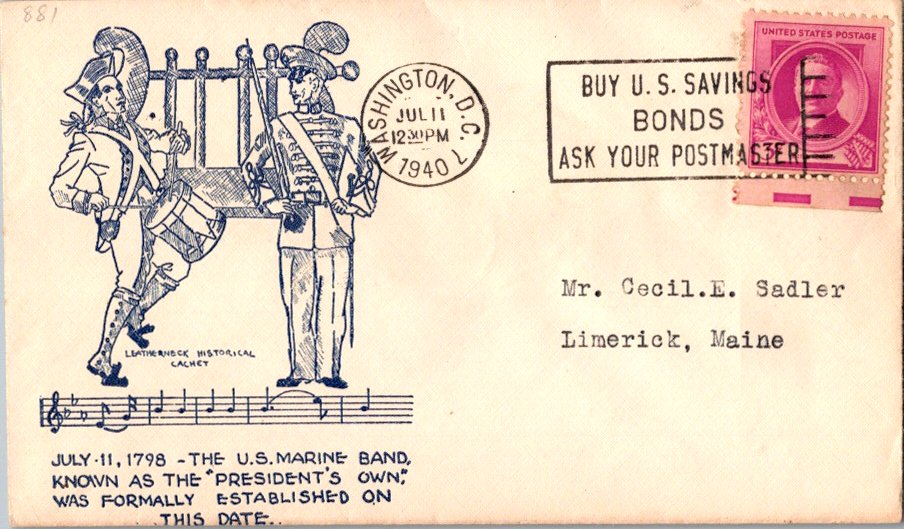 881
WASHINGTON, D.C. 7
JUL 11
12 30 PM
1940
BUY U.S. SAVINGS
BONDS
ASK YOUR POSTMASTER
UNITED STATES POSTAGE
3¢
Mr. Cecil.E. Sadler
Limerick, Maine
LEATHERNECK HISTORICAL
CACHET
JULY·11, 1798 - THE U.S. MARINE BAND,
KNOWN AS THE "PRESIDENT'S OWN,"
WAS FORMALLY ESTABLISHED ON
THIS DATE..